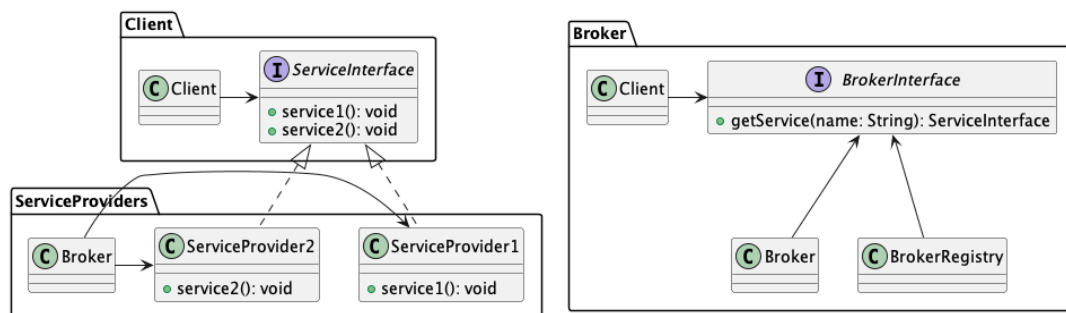 Client
C Client
I ServiceInterface
service1(): void
service2(): void
ServiceProviders
C Broker
C ServiceProvider2
service2(): void
C ServiceProvider1
service1(): void
Broker
C Client
I BrokerInterface
getService(name: String): ServiceInterface
C Broker
C BrokerRegistry